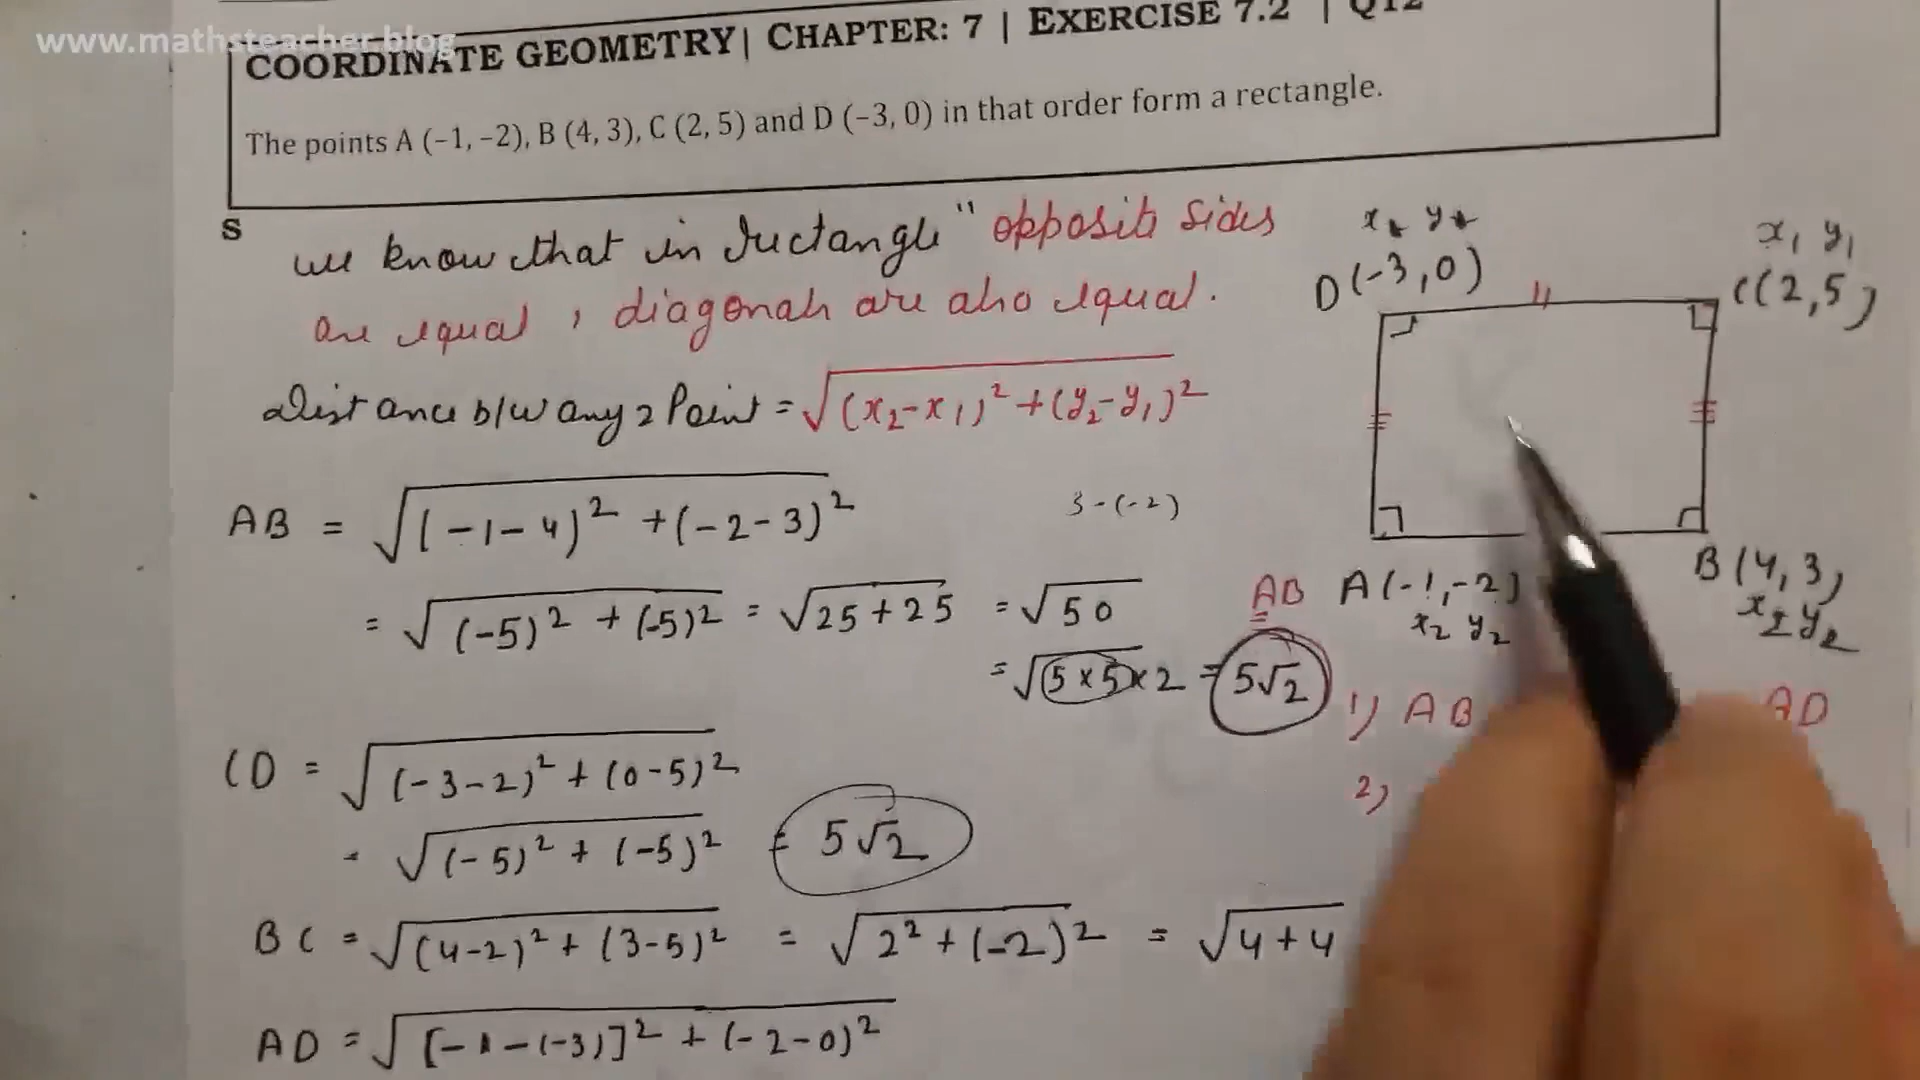 www.mathsteacher.blog
COORDINATE GEOMETRY| CHAPTER: 7 | EXERCISE 7.2 | Q12
The points A (−1, −2), B (4, 3), C (2, 5) and D (−3, 0) in that order form a rectangle.
S
we know that in rectangle " opposite sides
are equal , diagonals are also equal .
Distance b/w any 2 Point = √(x₂-x₁)² + (y₂-y₁)²
AB = √(-1-4)² + (-2-3)²
3-(-2)
= √(-5)² + (-5)² = √25+25 = √50
= √5×5×2 = 5√2
CD = √(-3-2)² + (0-5)²
= √(-5)² + (-5)² = 5√2
BC = √(4-2)² + (3-5)² = √2² + (-2)² = √4+4
AD = √[-1-(-3)]² + (-2-0)²
x₁ y₁
D(-3,0)
C(2,5)
A(-1,-2)
x₂ y₂
B(4,3)
AB
1) AB
AD
2)